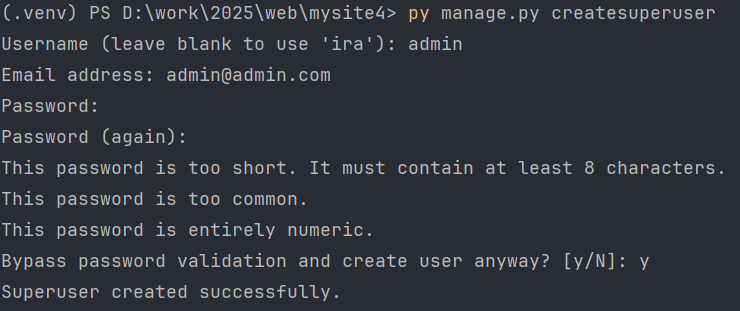 (.venv) PS D:\work\2025\web\mysite4> py manage.py createsuperuser
Username (leave blank to use 'ira'): admin
Email address: admin@admin.com
Password:
Password (again):
This password is too short. It must contain at least 8 characters.
This password is too common.
This password is entirely numeric.
Bypass password validation and create user anyway? [y/N]: y
Superuser created successfully.